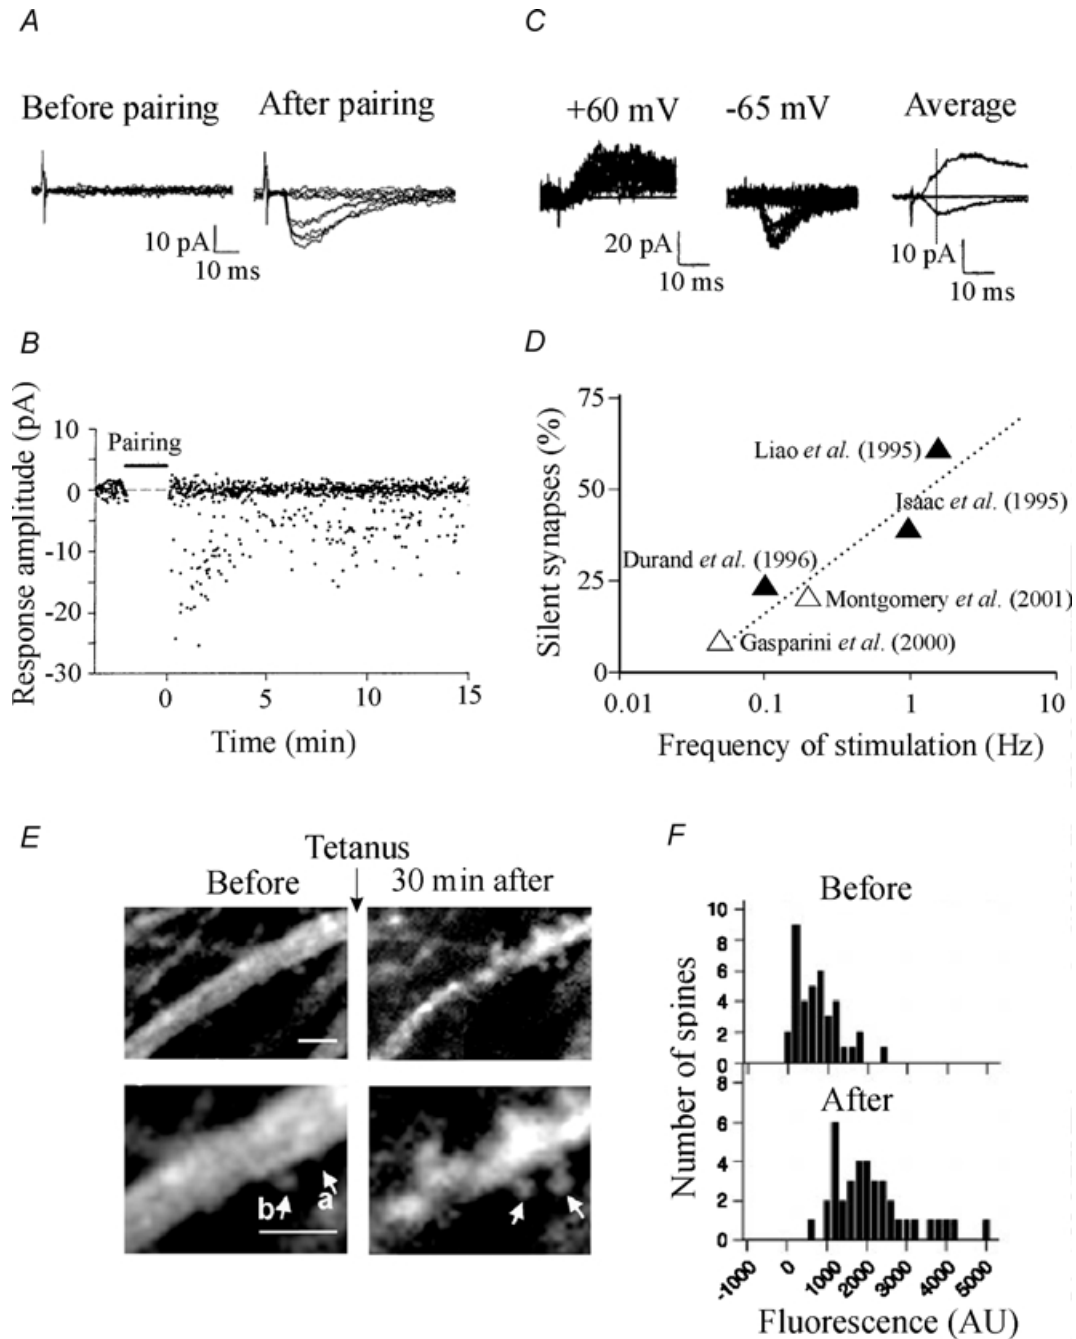 A
Before pairing
After pairing
10 pA
10 ms
C
+60 mV
-65 mV
Average
20 pA
10 ms
10 pA
10 ms
B
Response amplitude (pA)
10
0
-10
-20
-30
Pairing
0
5
10
15
Time (min)
D
Silent synapses (%)
75
50
25
0
Liao et al. (1995)
Isaac et al. (1995)
Durand et al. (1996)
Montgomery et al. (2001)
Gasparini et al. (2000)
0.01
0.1
1
10
Frequency of stimulation (Hz)
E
Tetanus
Before
30 min after
b
a
F
Number of spines
Before
10
8
6
4
2
0
After
8
6
4
2
0
-1000
0
1000
2000
3000
4000
5000
Fluorescence (AU)